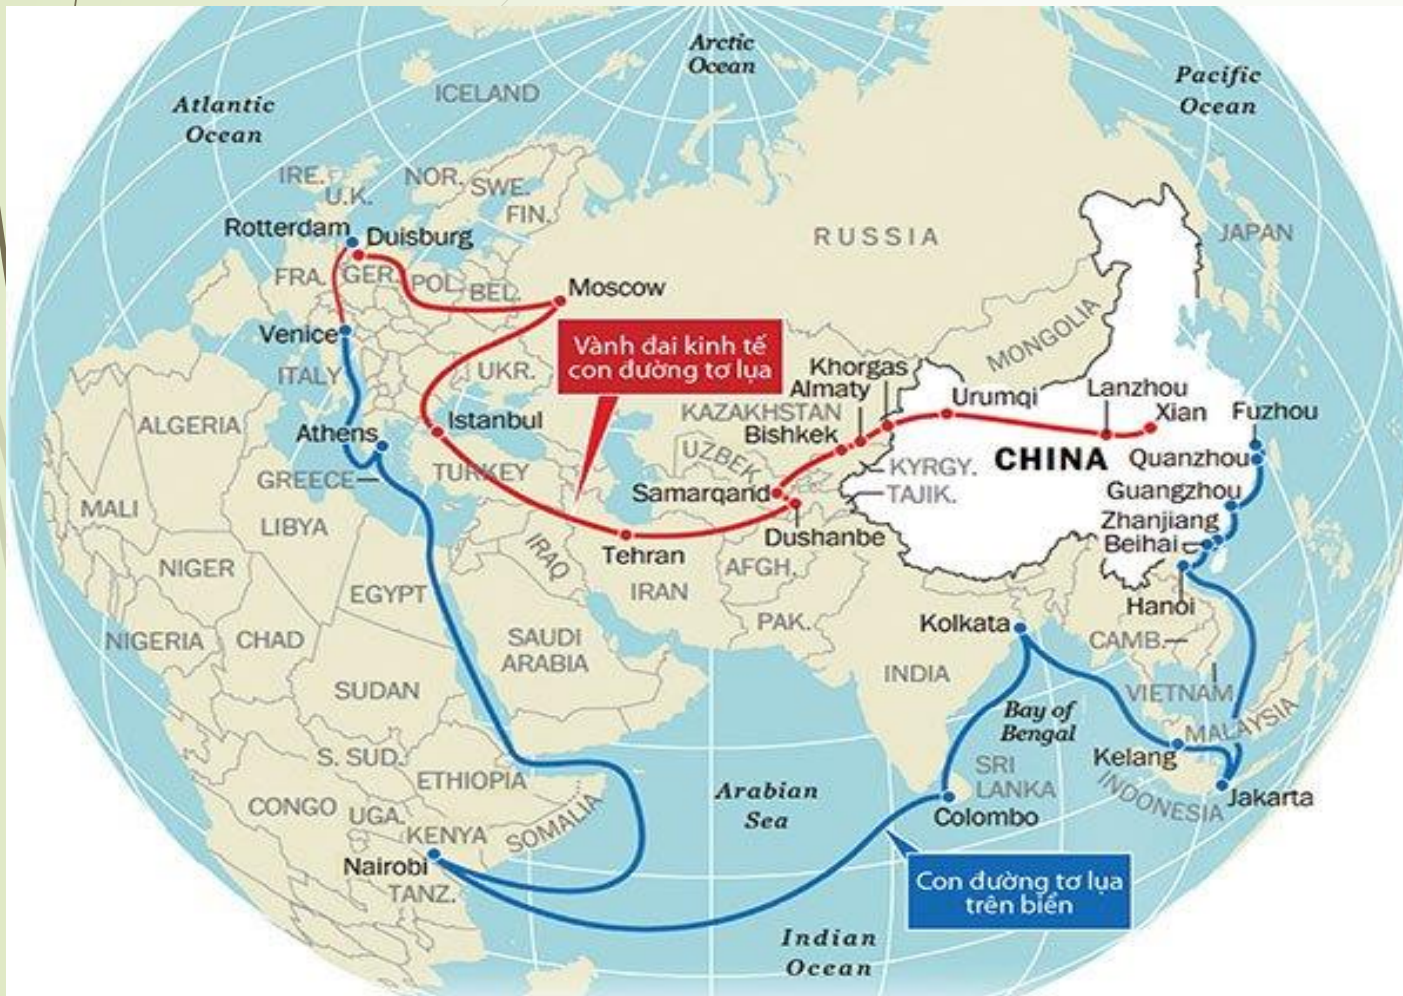 Arctic
Ocean
Pacific
Ocean
Atlantic
Ocean
ICELAND
IRE.
U.K.
NOR.
SWE.
FIN.
Rotterdam
Duisburg
RUSSIA
JAPAN
FRA.
GER.
POL.
BEL.
Moscow
MONGOLIA
Venice
ITALY
UKR.
Vành đai kinh tế
con đường tơ lụa
Khorgas
Almaty
Urumqi
Lanzhou
Xian
Fuzhou
KAZAKHSTAN
Bishkek
ALGERIA
Athens
Istanbul
UZBEK.
KYRGY.
CHINA
Quanzhou
GREECE
TURKEY
Samarqand
TAJIK.
Guangzhou
MALI
LIBYA
Zhanjiang
Dushanbe
Beihai
Tehran
IRAQ
NIGER
AFGH.
EGYPT
IRAN
Hanoi
PAK.
Kolkata
NIGERIA
CHAD
SAUDI
ARABIA
CAMB.
INDIA
SUDAN
VIETNAM
Bay of
Bengal
MALAYSIA
S. SUD.
ETHIOPIA
Kelang
SRI
LANKA
INDONESIA
Arabian
Sea
Jakarta
CONGO
UGA.
KENYA
SOMALIA
Colombo
Nairobi
TANZ.
Con đường tơ lụa
trên biển
Indian
Ocean